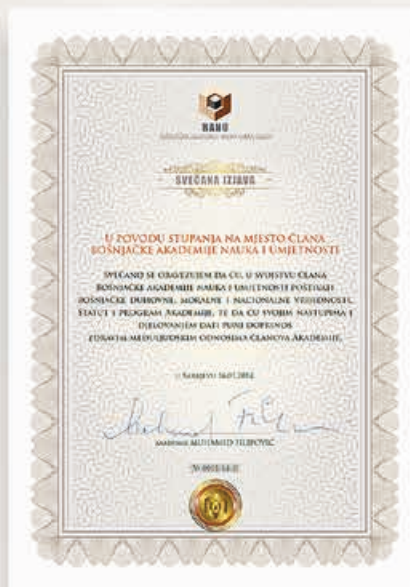 BANU
SVEČANA IZJAVA
U POVODU STUPANJA NA MJESTO ČLANA
BOŠNJAČKE AKADEMIJE NAUKA I UMJETNOSTI
SVEČANO SE OBAVEZUJEM DA ĆU, U SVOJSTVU ČLANA
BOŠNJAČKE AKADEMIJE NAUKA I UMJETNOSTI POŠTIVATI
BOŠNJAČKE DUHOVNE, MORALNE I NACIONALNE VRIJEDNOSTI,
STATUT I PROGRAM AKADEMIJE, TE DA ĆU SVOJIM NASTUPIMA I
DJELOVANJEM DATI PUNI DOPRINOS
ZDRAVIM MEĐULJUDSKIM ODNOSIMA ČLANOVA AKADEMIJE.
U SARAJEVU
AKADEMIK MUHAMED FILIPOVIĆ